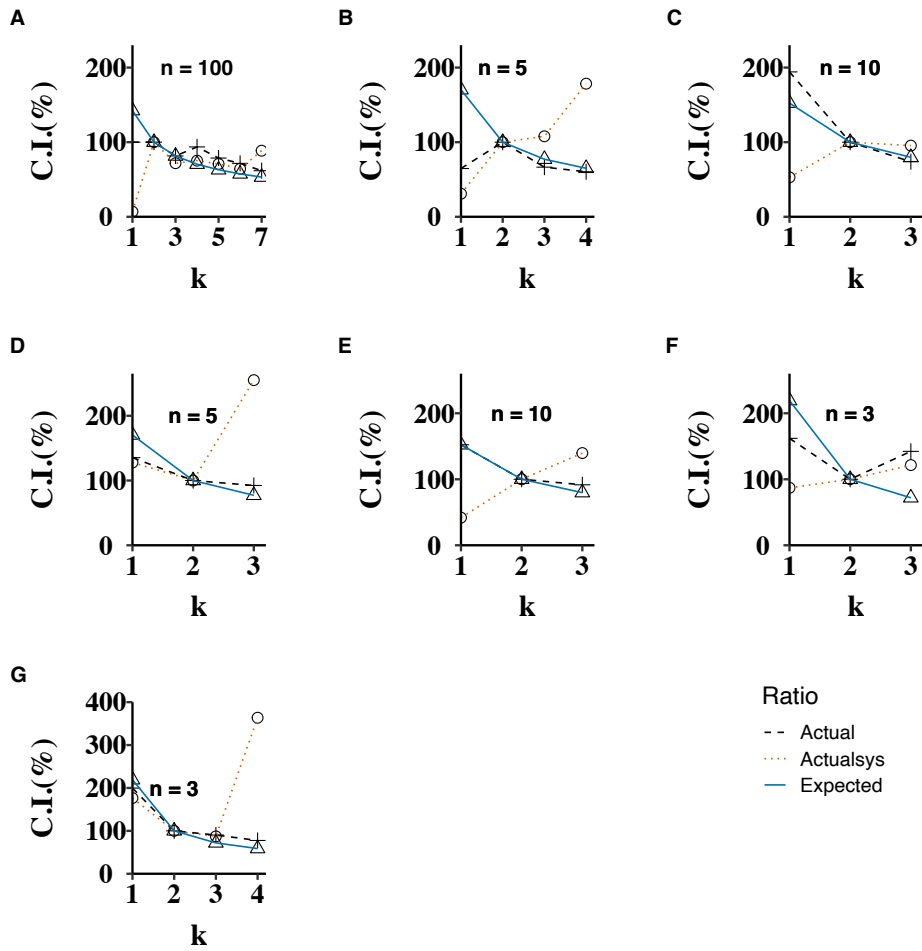 A
C.I.(%)
200
100
0
n = 100
1 3 5 7
k
B
C.I.(%)
200
100
0
n = 5
1 2 3 4
k
C
C.I.(%)
200
100
0
n = 10
1 2 3
k
D
C.I.(%)
200
100
0
n = 5
1 2 3
k
E
C.I.(%)
200
100
0
n = 10
1 2 3
k
F
C.I.(%)
200
100
0
n = 3
1 2 3
k
G
C.I.(%)
400
300
200
100
0
n = 3
1 2 3 4
k
Ratio
Actual
Actualsys
Expected